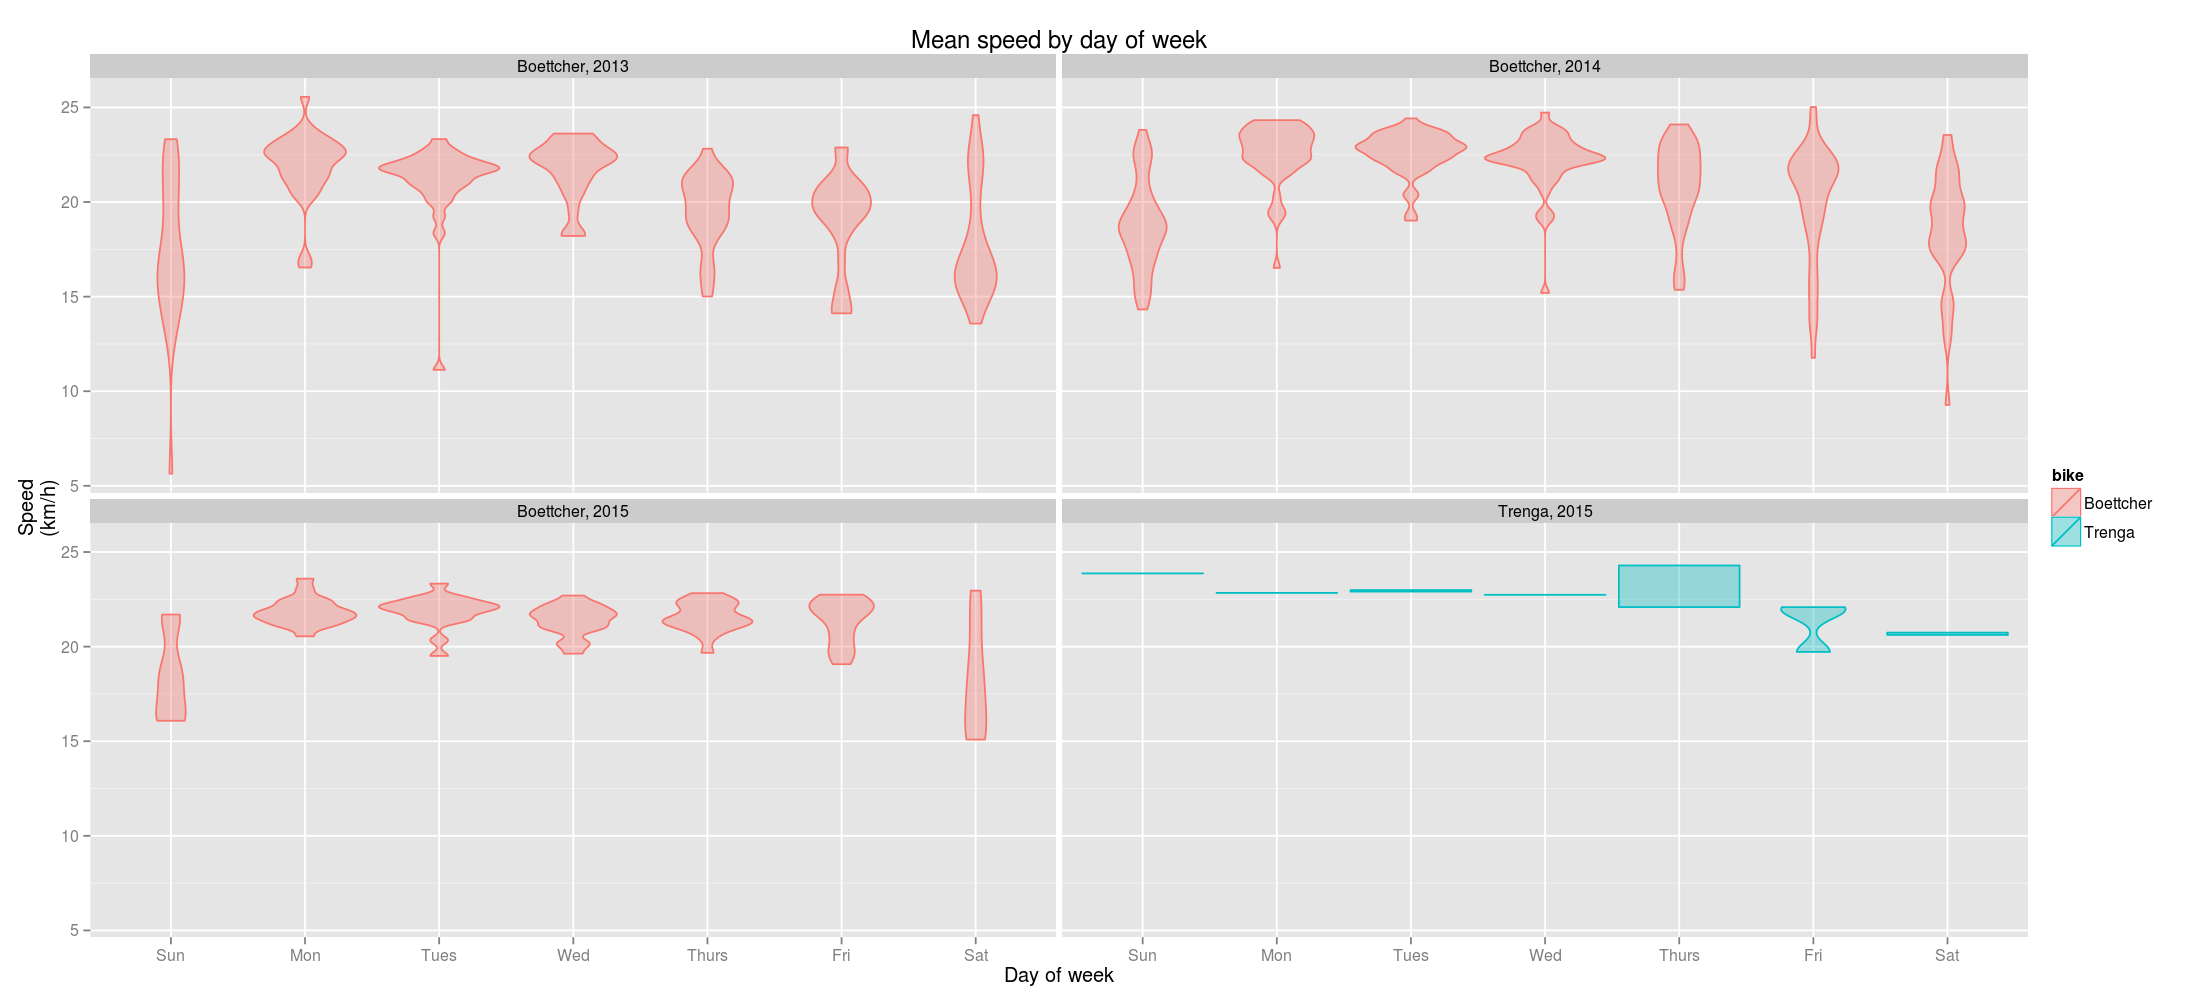 Mean speed by day of week
Boettcher, 2013
Boettcher, 2014
25
20
15
10
5
Speed
(km/h)
Boettcher, 2015
Trenga, 2015
25
20
15
10
5
Sun Mon Tues Wed Thurs Fri Sat
Sun Mon Tues Wed Thurs Fri Sat
Day of week
bike
Boettcher
Trenga